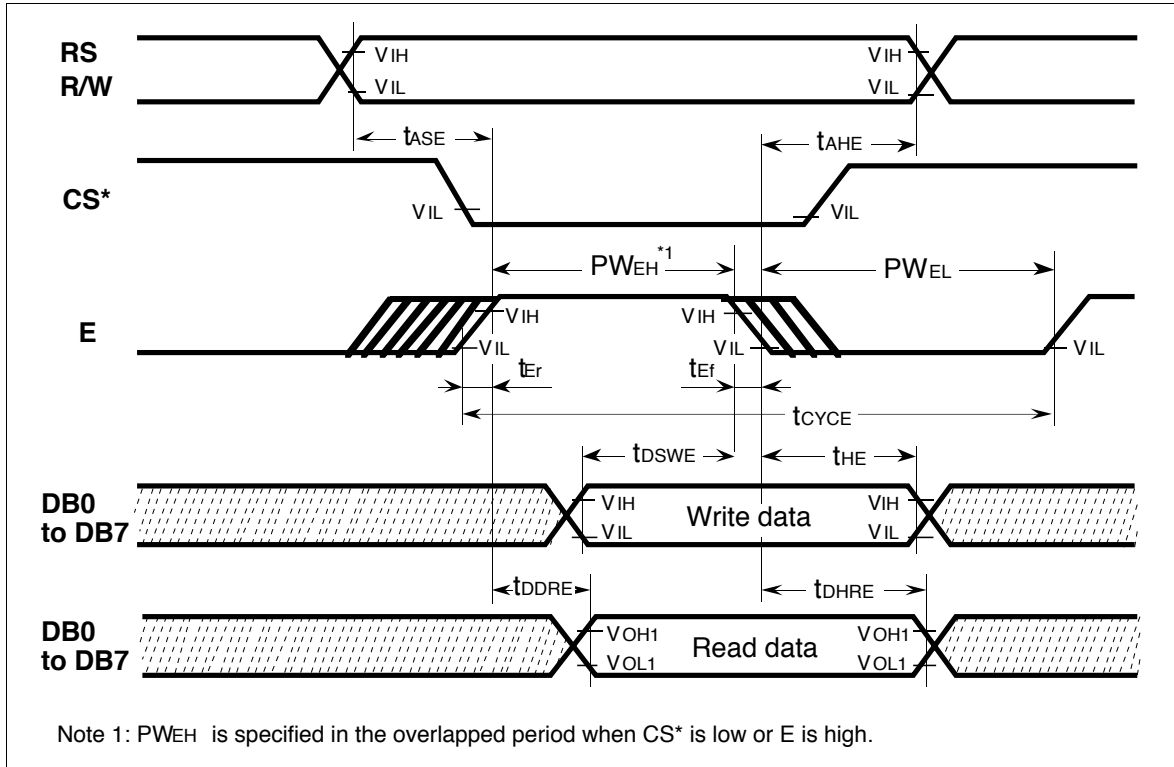 RS
R/W
VIH
VIL
VIH
VIL
tASE
tAHE
CS*
VIL
VIL
PWEH*1
PWEL
E
VIH
VIL
VIH
VIL
VIL
tEr
tEf
tCYCE
tDSWE
tHE
DB0
to DB7
VIH
VIL
Write data
VIH
VIL
tDDRE
tDHRE
DB0
to DB7
VOH1
VOL1
Read data
VOH1
VOL1
Note 1: PWEH is specified in the overlapped period when CS* is low or E is high.